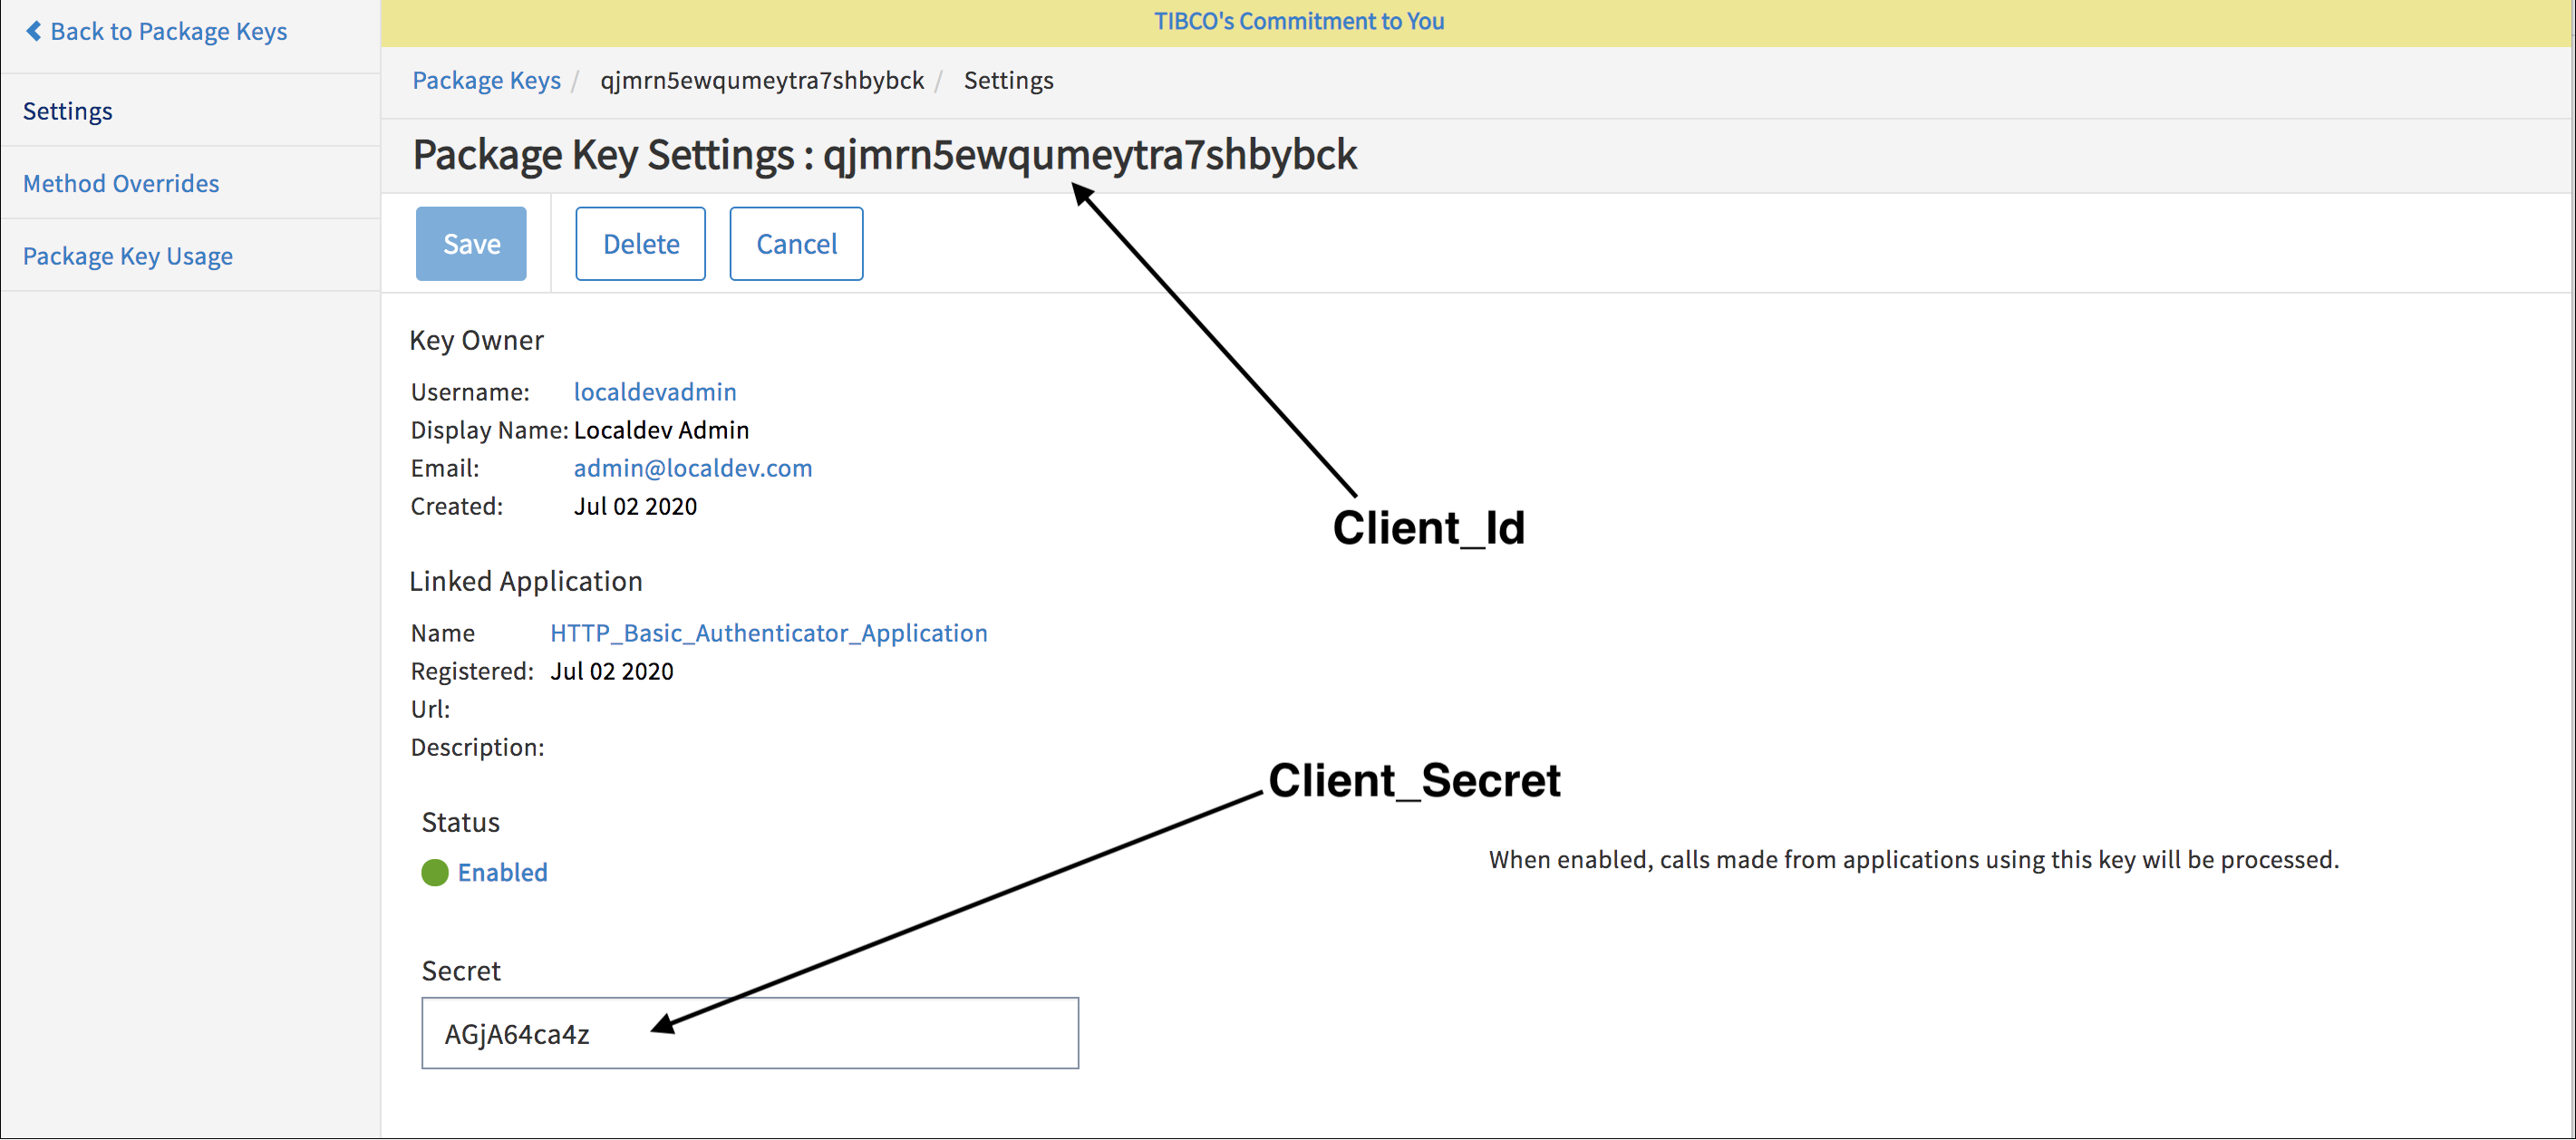 Back to Package Keys
Settings
Method Overrides
Package Key Usage
TIBCO's Commitment to You
Package Keys / qjmrn5ewqumeytra7shbybck / Settings
Package Key Settings : qjmrn5ewqumeytra7shbybck
Save Delete Cancel
Key Owner
Username: localdevadmin
Display Name: Localdev Admin
Email: admin@localdev.com
Created: Jul 02 2020
Client_Id
Linked Application
Name HTTP_Basic_Authenticator_Application
Registered: Jul 02 2020
Url:
Description:
Client_Secret
Status
Enabled
When enabled, calls made from applications using this key will be processed.
Secret
AGjA64ca4z